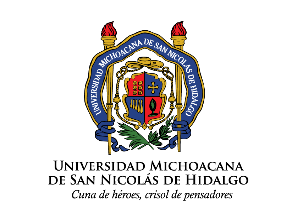 UNIVERSIDAD MICHOACANA DE SAN NICOLAS DE HIDALGO
UNIVERSIDAD MICHOACANA
DE SAN NICOLÁS DE HIDALGO
Cuna de héroes, crisol de pensadores